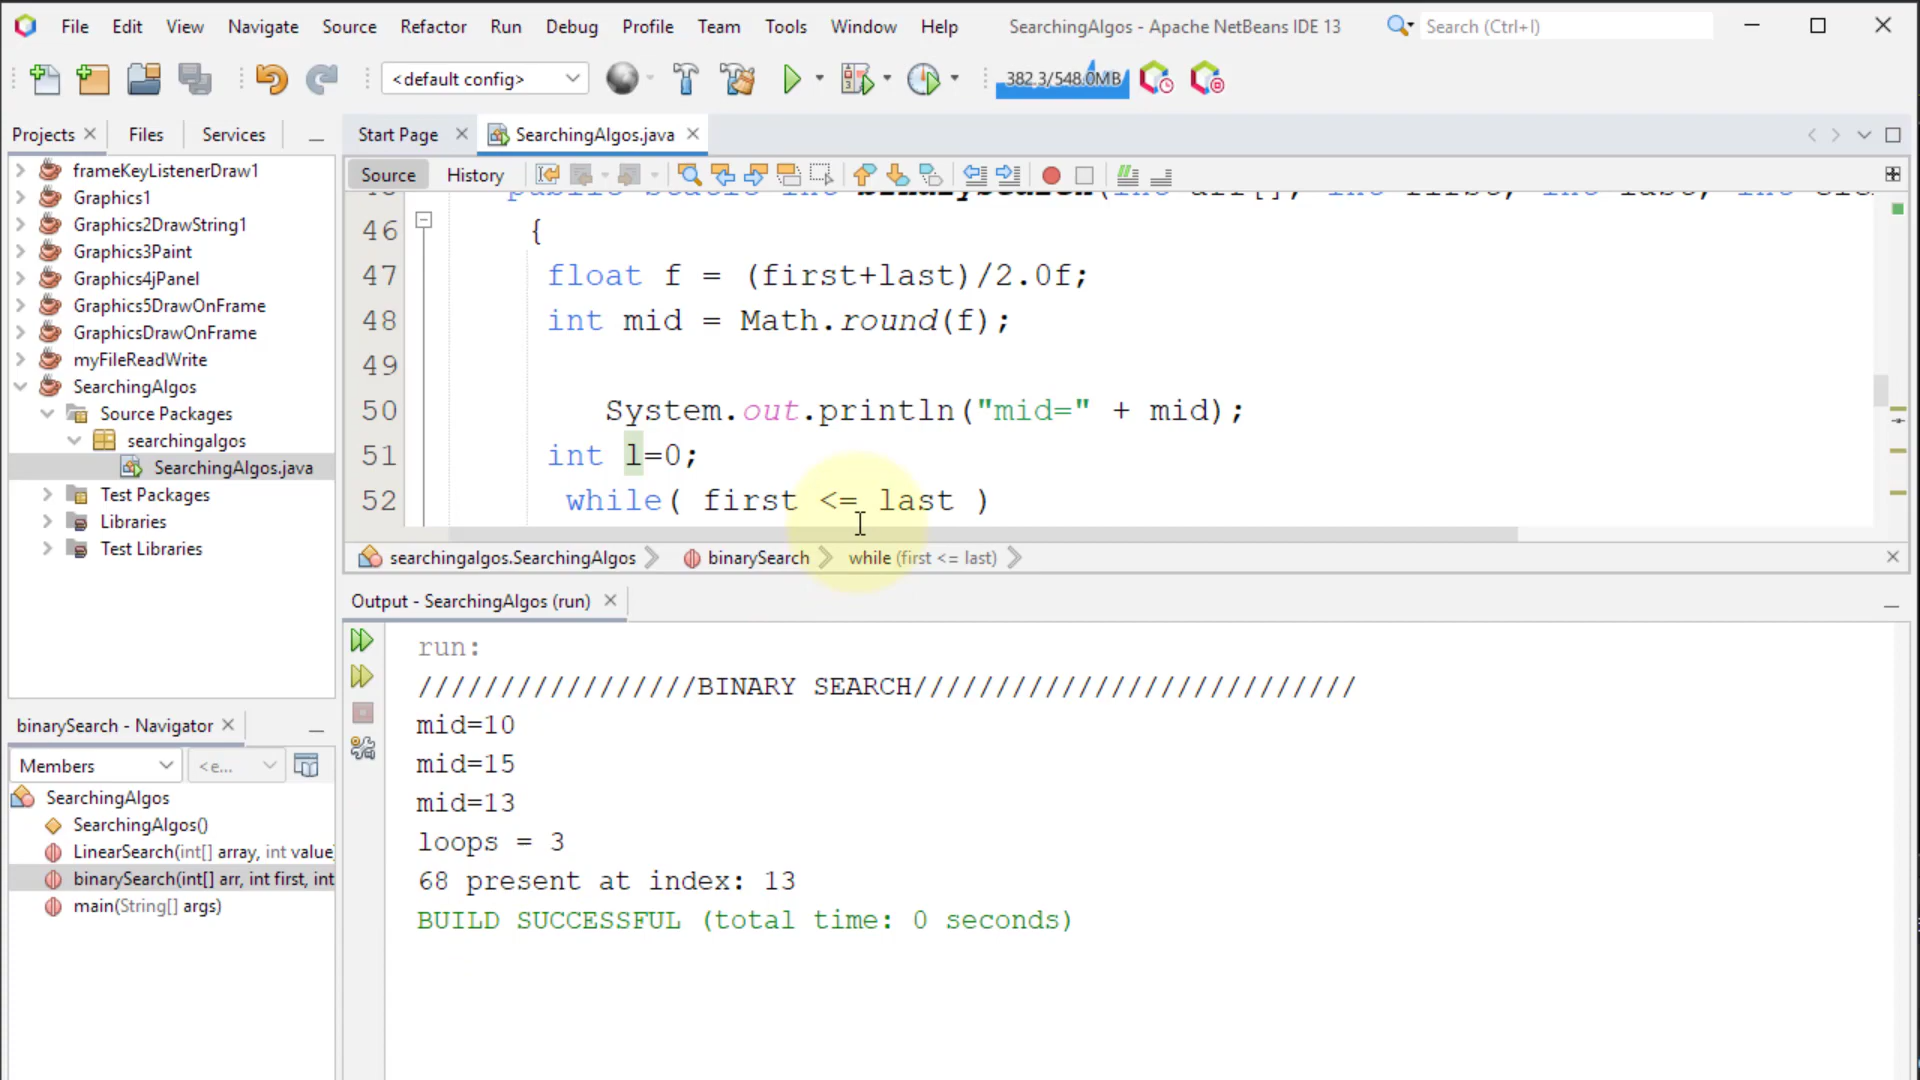 File Edit View Navigate Source Refactor Run Debug Profile Team Tools Window Help SearchingAlgos - Apache NetBeans IDE 13 Search (Ctrl+I)
<default config> 382.3/548.0MB
Projects Files Services Start Page SearchingAlgos.java
Source History
frameKeyListenerDraw1
Graphics1
Graphics2DrawString1
Graphics3Paint
Graphics4jPanel
Graphics5DrawOnFrame
GraphicsDrawOnFrame
myFileReadWrite
SearchingAlgos
Source Packages
searchingalgos
SearchingAlgos.java
Test Packages
Libraries
Test Libraries
46 {
47 float f = (first+last)/2.0f;
48 int mid = Math.round(f);
49
50 System.out.println("mid=" + mid);
51 int l=0;
52 while( first <= last )
searchingalgos.SearchingAlgos binarySearch while (first <= last)
Output - SearchingAlgos (run)
run:
/////////////////BINARY SEARCH///////////////////////////
mid=10
mid=15
mid=13
loops = 3
68 present at index: 13
BUILD SUCCESSFUL (total time: 0 seconds)
binarySearch - Navigator
Members <e...
SearchingAlgos
SearchingAlgos()
LinearSearch(int[] array, int value
binarySearch(int[] arr, int first, int
main(String[] args)